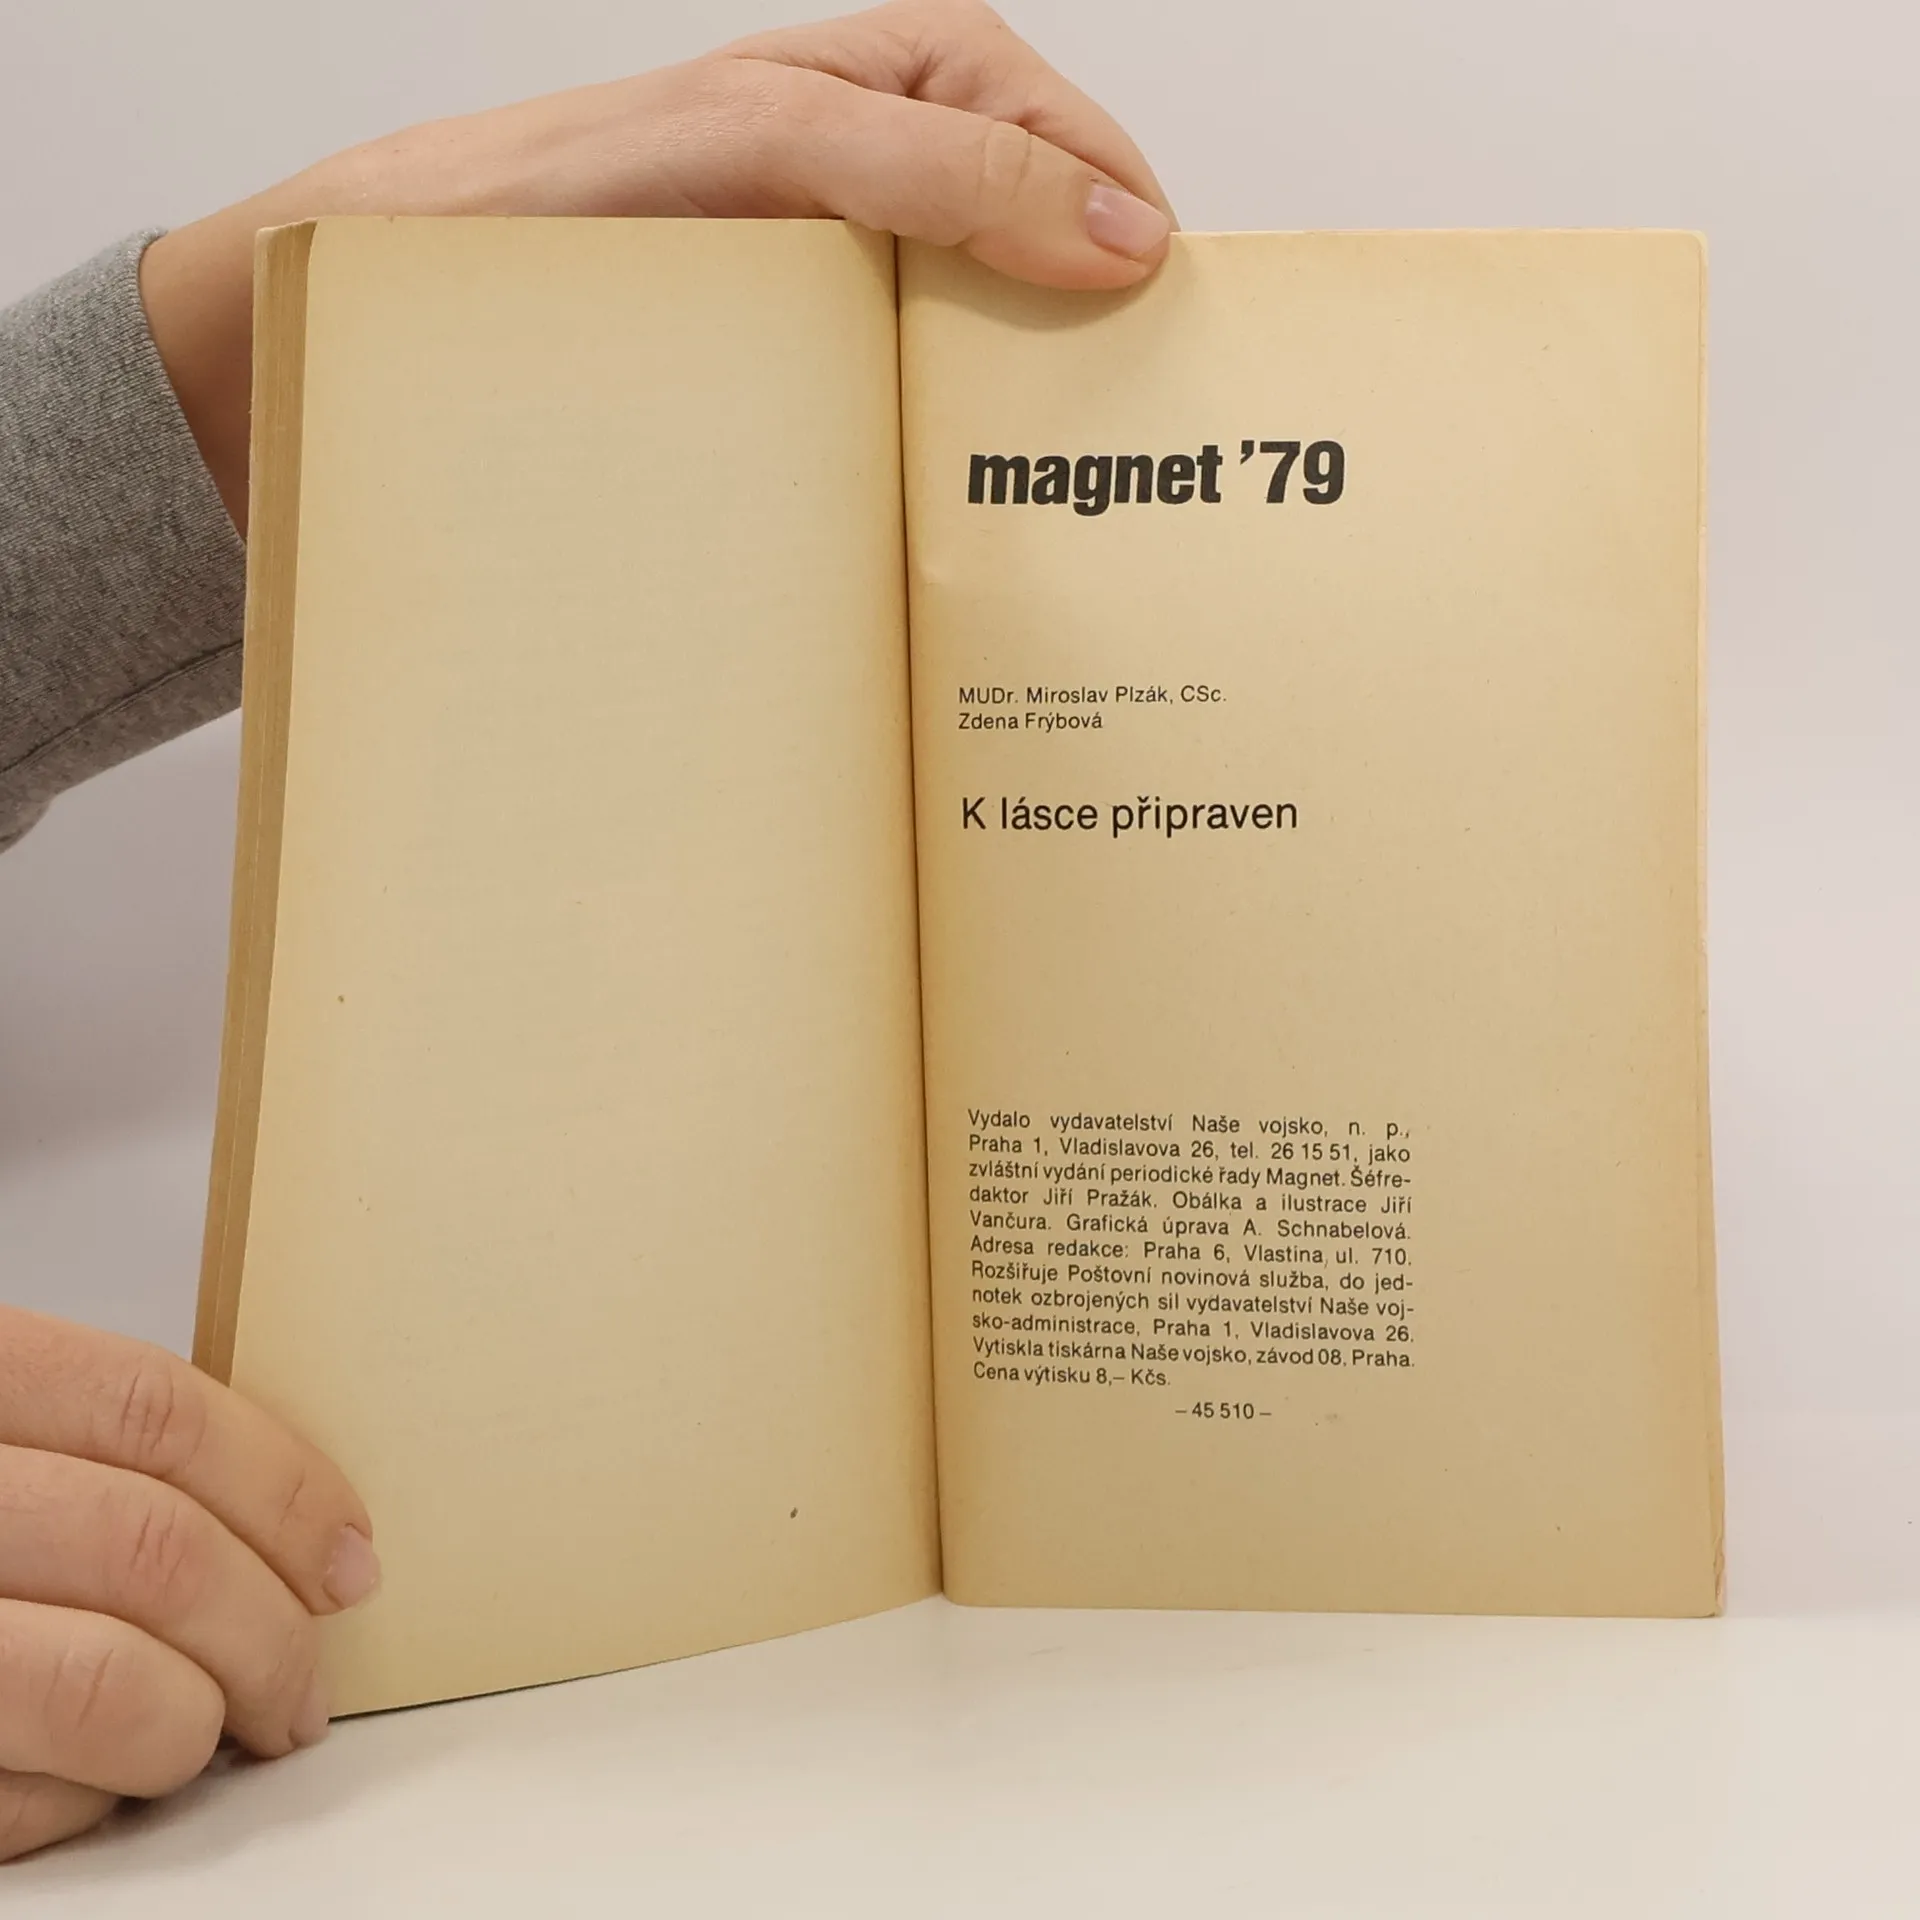 magnet ’79
MUDr. Miroslav Plzák, CSc.
Zdena Frýbová
K lásce připraven
Vydalo vydavatelství Naše vojsko, n. p.,
Praha 1, Vladislavova 26, tel. 26 15 51, jako
zvláštní vydání periodické řady Magnet. Šéfre-
daktor Jiří Pražák. Obálka a ilustrace Jiří
Vančura. Grafická úprava A. Schnabelová.
Adresa redakce: Praha 6, Vlastina, ul. 710.
Rozšiřuje Poštovní novinová služba, do jed-
notek ozbrojených sil vydavatelství Naše voj-
sko-administrace, Praha 1, Vladislavova 26.
Vytiskla tiskárna Naše vojsko, závod 08, Praha.
Cena výtisku 8,– Kčs.
– 45 510 –